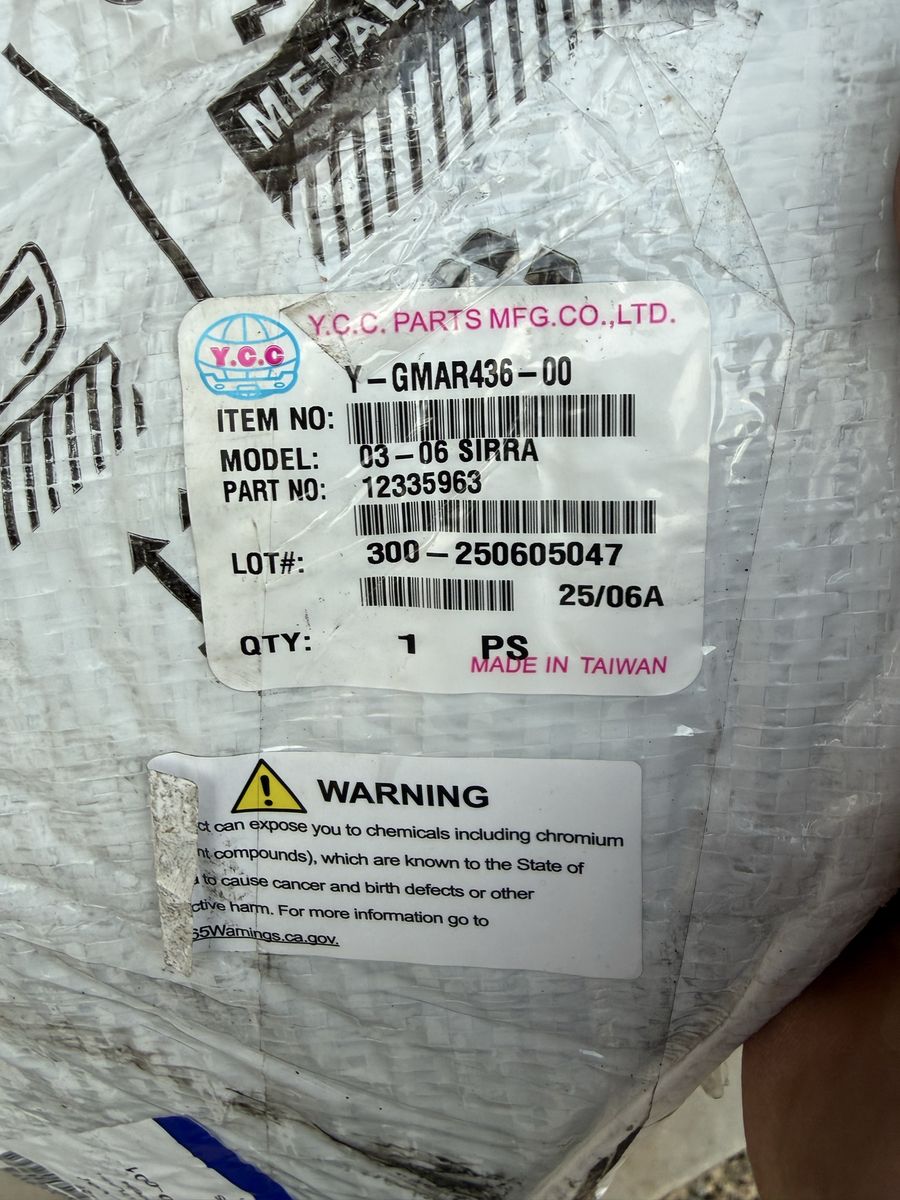 METAL
Y.C.C. PARTS MFG.CO.,LTD.
Y.C.C
Y-GMAR436-00
ITEM NO:
MODEL: 03-06 SIRRA
PART NO: 12335963
LOT#: 300-250605047
25/06A
QTY: 1 PS
MADE IN TAIWAN
WARNING
ct can expose you to chemicals including chromium
nt compounds), which are known to the State of
to cause cancer and birth defects or other
ctive harm. For more information go to
65Warnings.ca.gov.